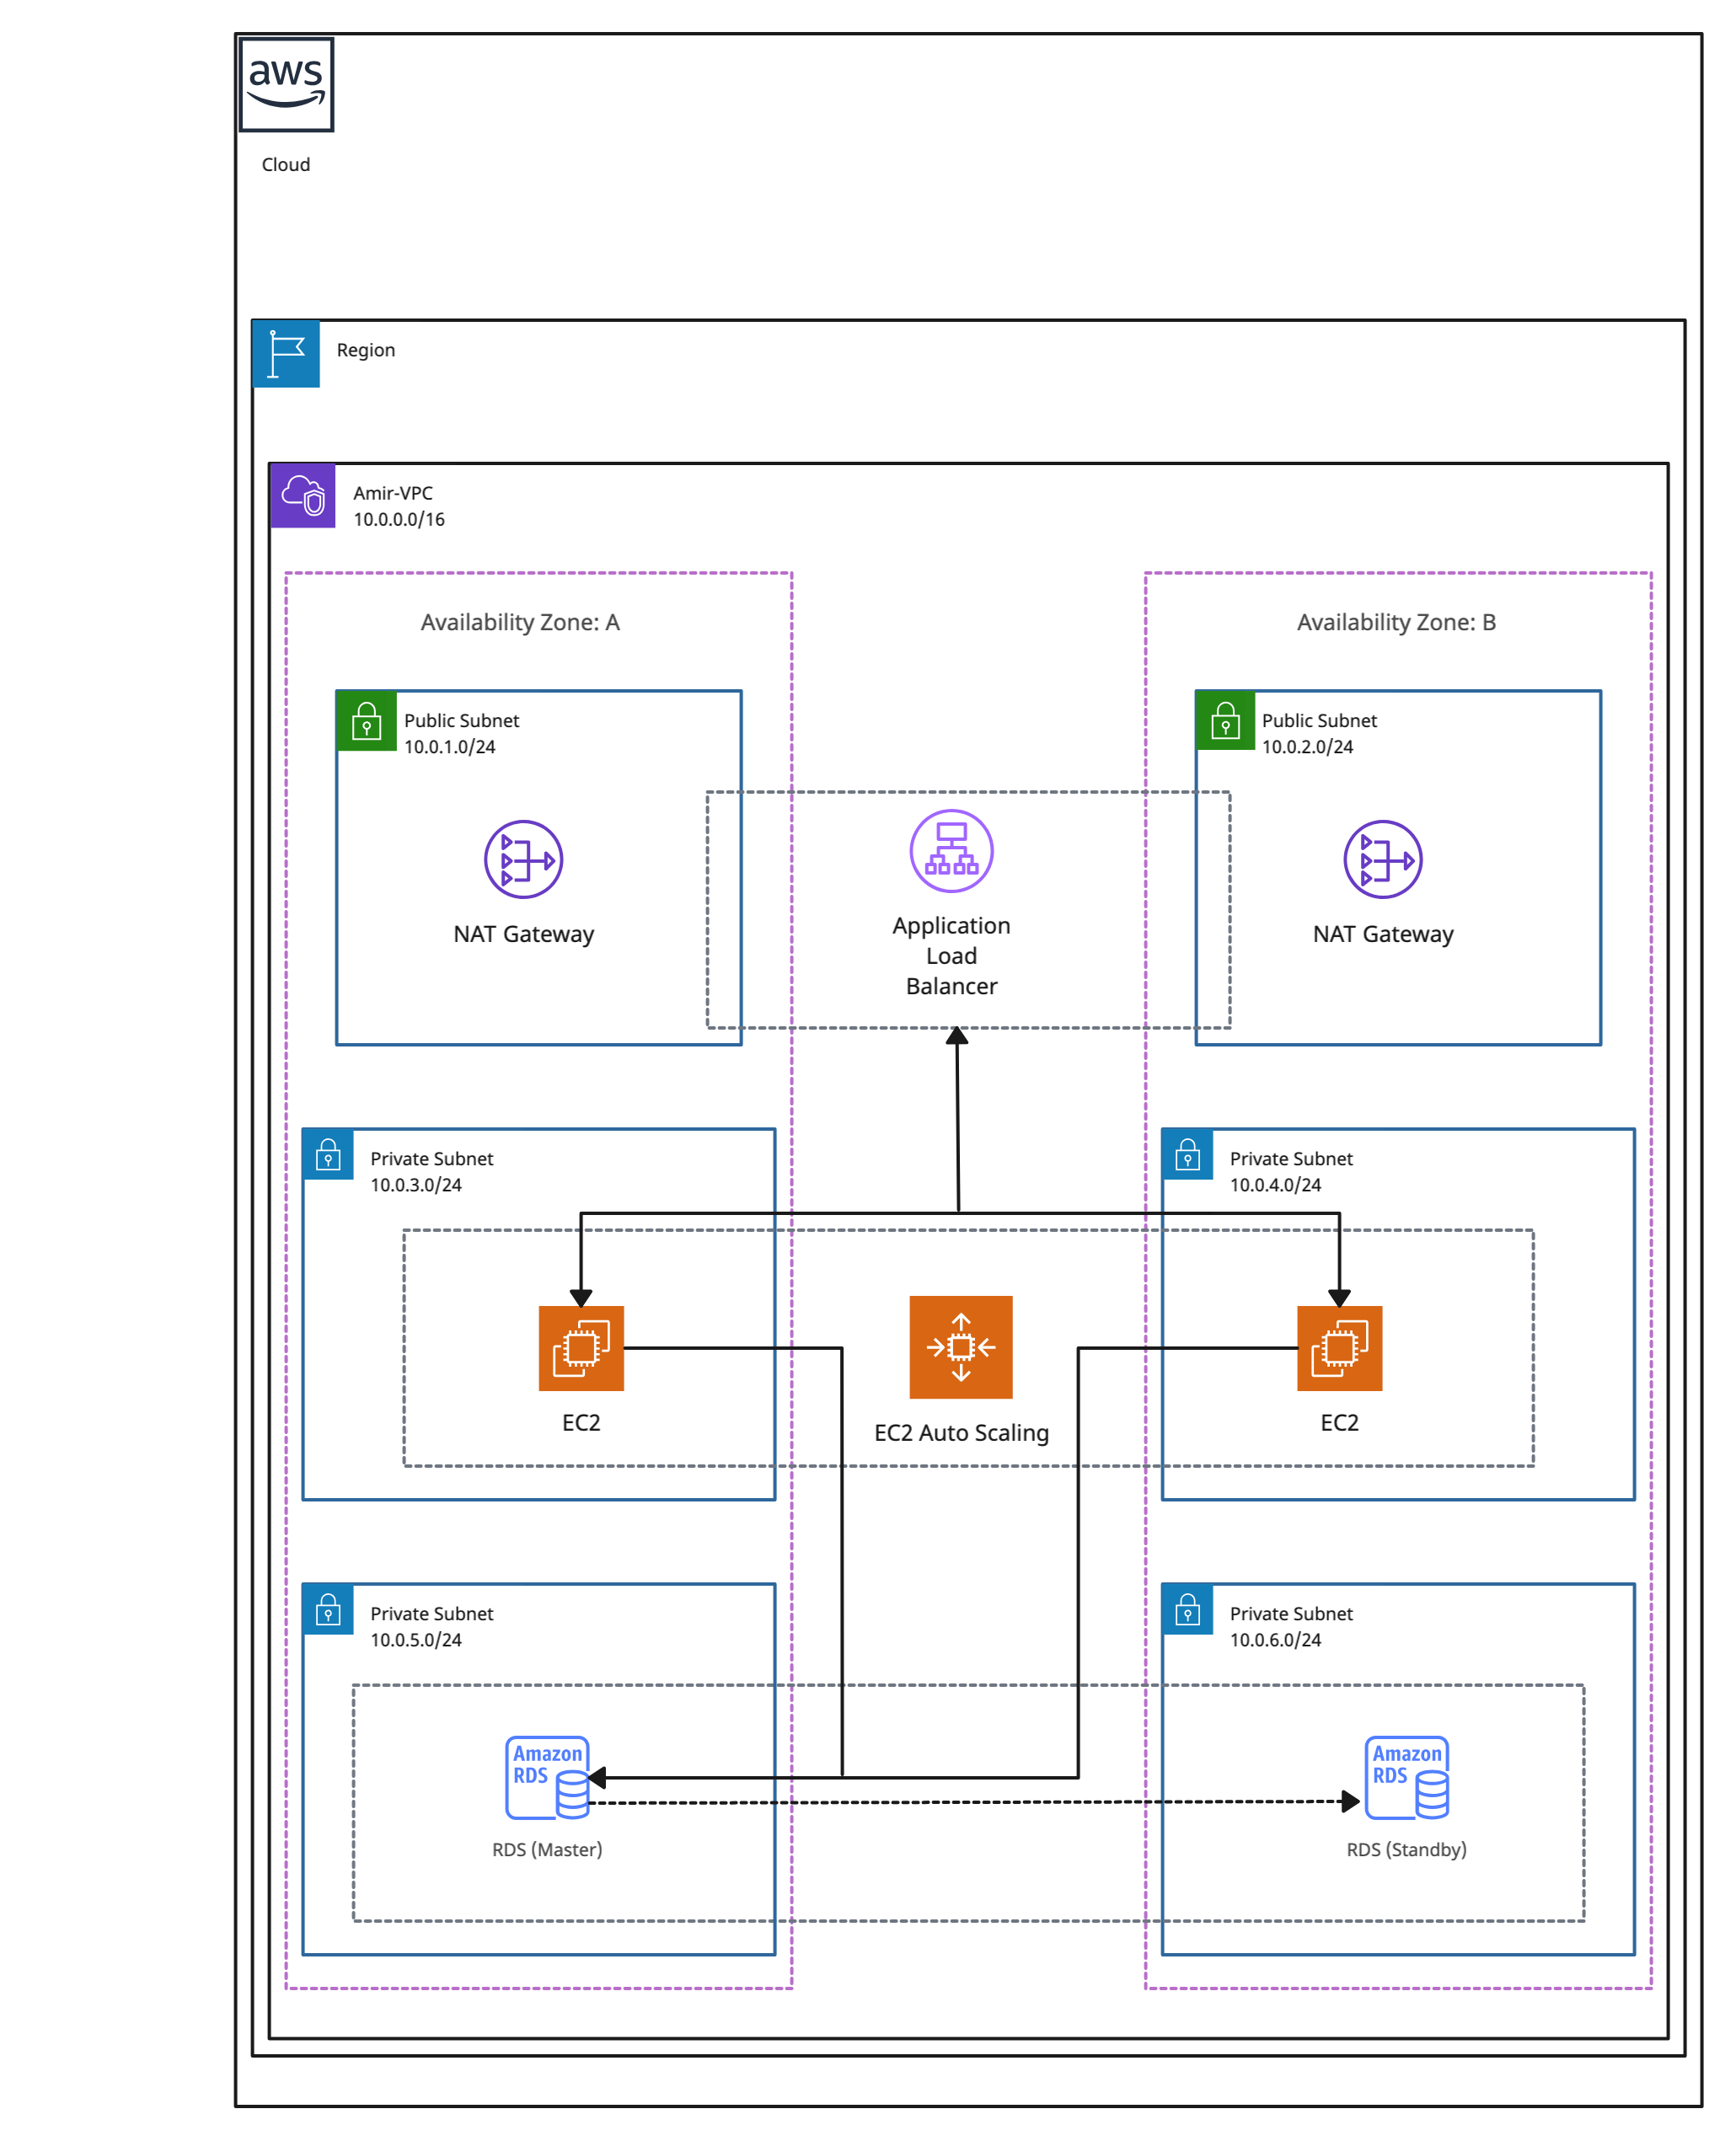 aws
Cloud
Region
Amir-VPC
10.0.0.0/16
Availability Zone: A
Availability Zone: B
Public Subnet
10.0.1.0/24
Public Subnet
10.0.2.0/24
NAT Gateway
Application
Load
Balancer
NAT Gateway
Private Subnet
10.0.3.0/24
Private Subnet
10.0.4.0/24
EC2
EC2 Auto Scaling
EC2
Private Subnet
10.0.5.0/24
Private Subnet
10.0.6.0/24
Amazon
RDS
RDS (Master)
Amazon
RDS
RDS (Standby)